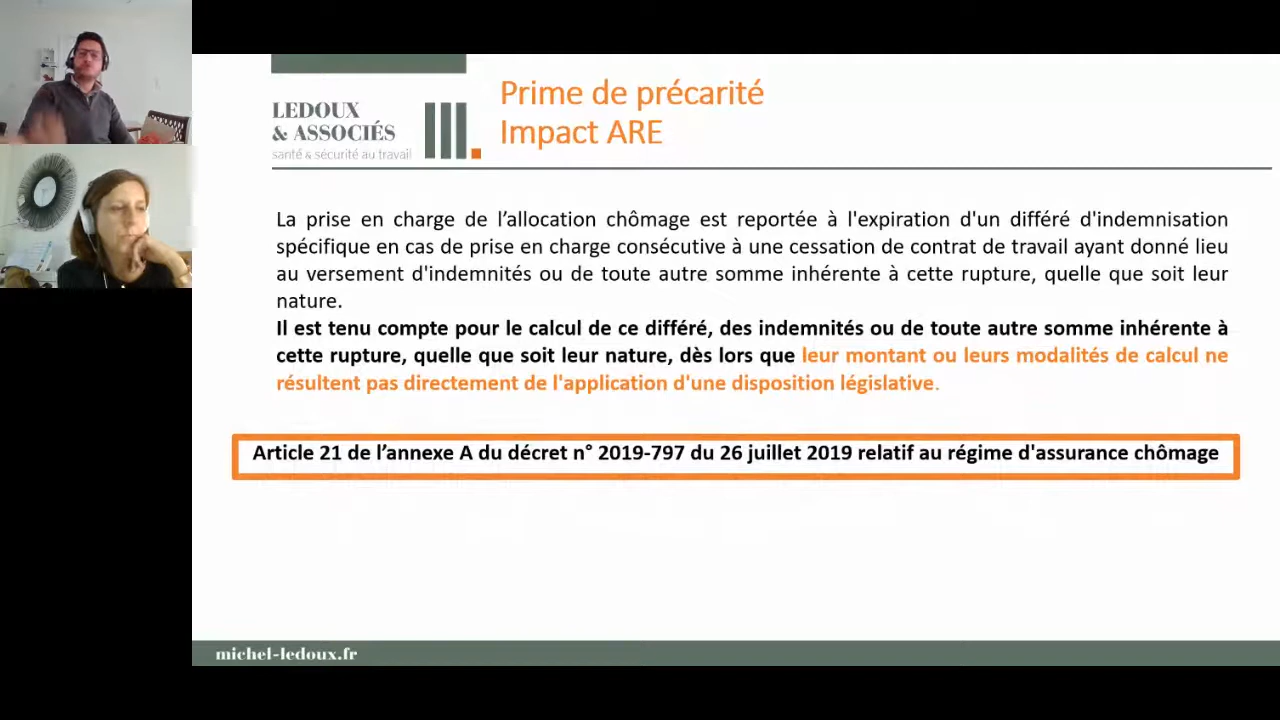 LEDOUX
& ASSOCIÉS
santé & sécurité au travail
Prime de précarité
Impact ARE
La prise en charge de l’allocation chômage est reportée à l'expiration d'un différé d'indemnisation
spécifique en cas de prise en charge consécutive à une cessation de contrat de travail ayant donné lieu
au versement d'indemnités ou de toute autre somme inhérente à cette rupture, quelle que soit leur
nature.
Il est tenu compte pour le calcul de ce différé, des indemnités ou de toute autre somme inhérente à
cette rupture, quelle que soit leur nature, dès lors que leur montant ou leurs modalités de calcul ne
résultent pas directement de l'application d'une disposition législative.
Article 21 de l’annexe A du décret n° 2019-797 du 26 juillet 2019 relatif au régime d'assurance chômage
michel-ledoux.fr